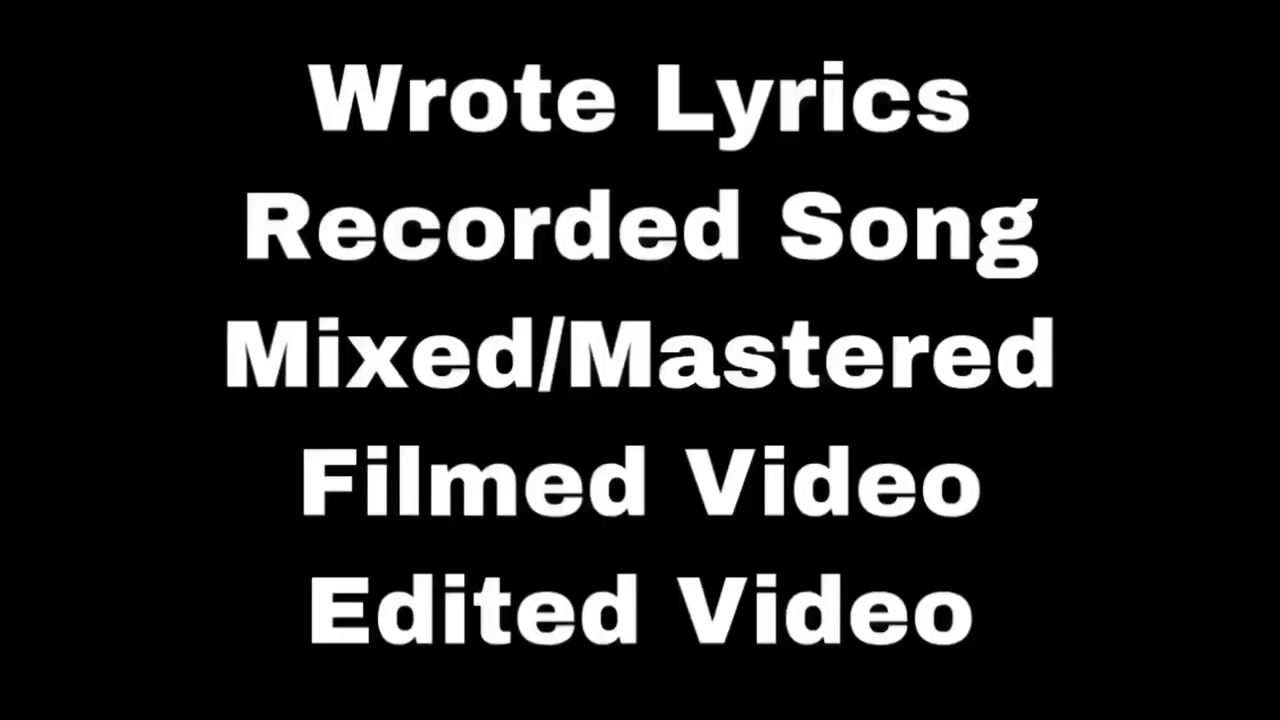 Wrote Lyrics
Recorded Song
Mixed/Mastered
Filmed Video
Edited Video